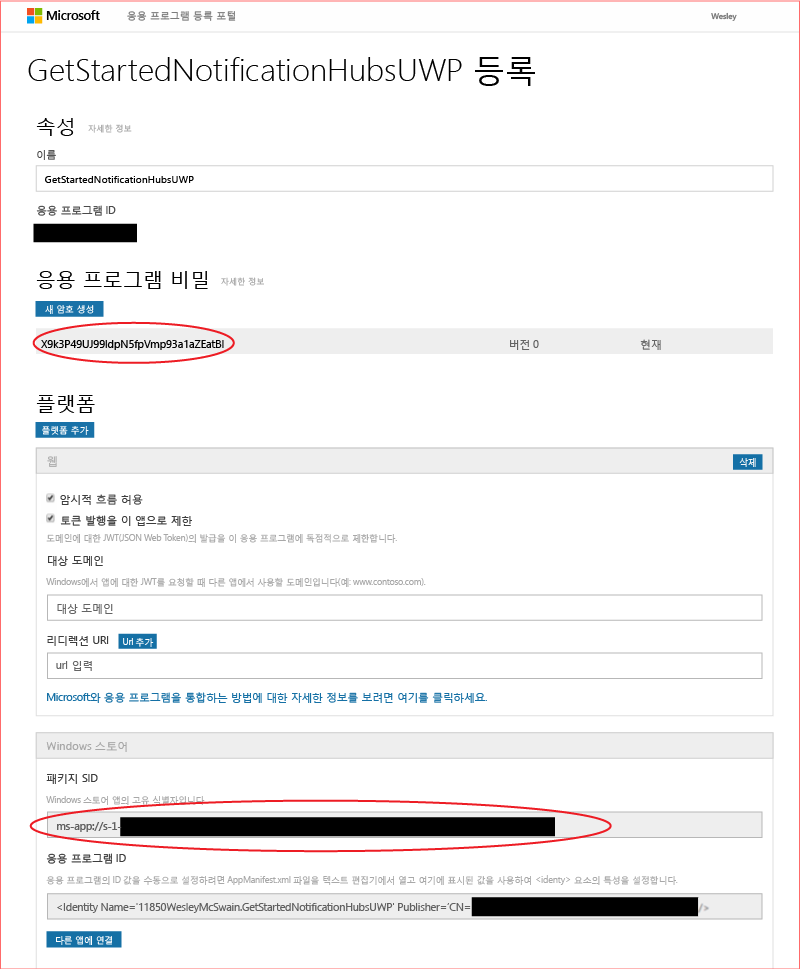 Microsoft 응용 프로그램 등록 포털 Wesley
GetStartedNotificationHubsUWP 등록
속성 자세한 정보
이름
GetStartedNotificationHubsUWP
응용 프로그램 ID
응용 프로그램 비밀 자세한 정보
새 암호 생성
X9k3P49UJ99IdpN5fpVmp93a1aZEatBI 버전 0 현재
플랫폼
플랫폼 추가
웹 삭제
암시적 흐름 허용
토큰 발행을 이 앱으로 제한
도메인에 대한 JWT(JSON Web Token)의 발급을 이 응용 프로그램에 독점적으로 제한합니다.
대상 도메인
Windows에서 앱에 대한 JWT를 요청할 때 다른 앱에서 사용할 도메인입니다(예: www.contoso.com).
대상 도메인
리디렉션 URI Url 추가
url 입력
Microsoft와 응용 프로그램을 통합하는 방법에 대한 자세한 정보를 보려면 여기를 클릭하세요.
Windows 스토어
패키지 SID
Windows 스토어 앱의 고유 식별자입니다.
ms-app://s-1-
응용 프로그램 ID
응용 프로그램의 ID 값을 수동으로 설정하려면 AppManifest.xml 파일을 텍스트 편집기에서 열고 여기에 표시된 값을 사용하여 <identy> 요소의 특성을 설정합니다.
<Identity Name='11850WesleyMcSwain.GetStartedNotificationHubsUWP' Publisher='CN= />
다른 앱에 연결